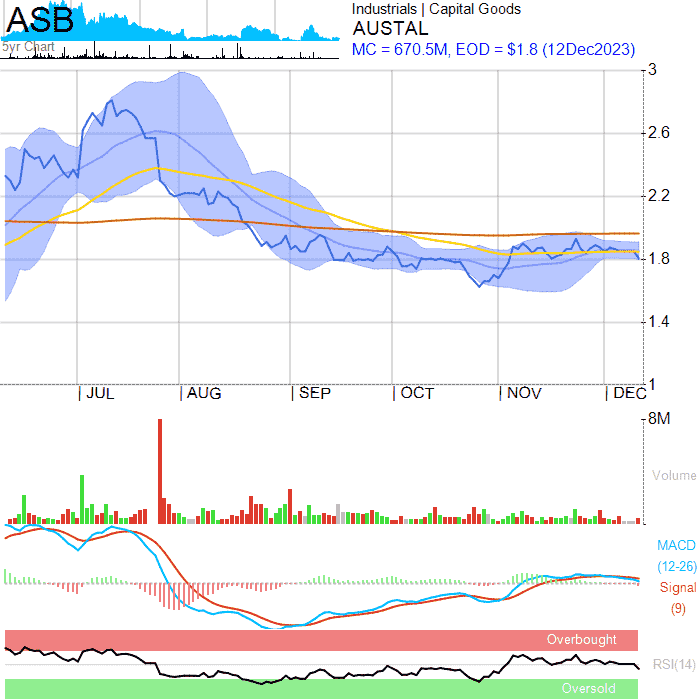 ASB
5yr Chart
Industrials | Capital Goods
AUSTAL
MC = 670.5M, EOD = $1.8 (12Dec2023)
3
2.6
2.2
1.8
1.4
1
| JUL | AUG | SEP | OCT | NOV | DEC
8M
Volume
MACD
(12-26)
Signal
(9)
Overbought
RSI(14)
Oversold